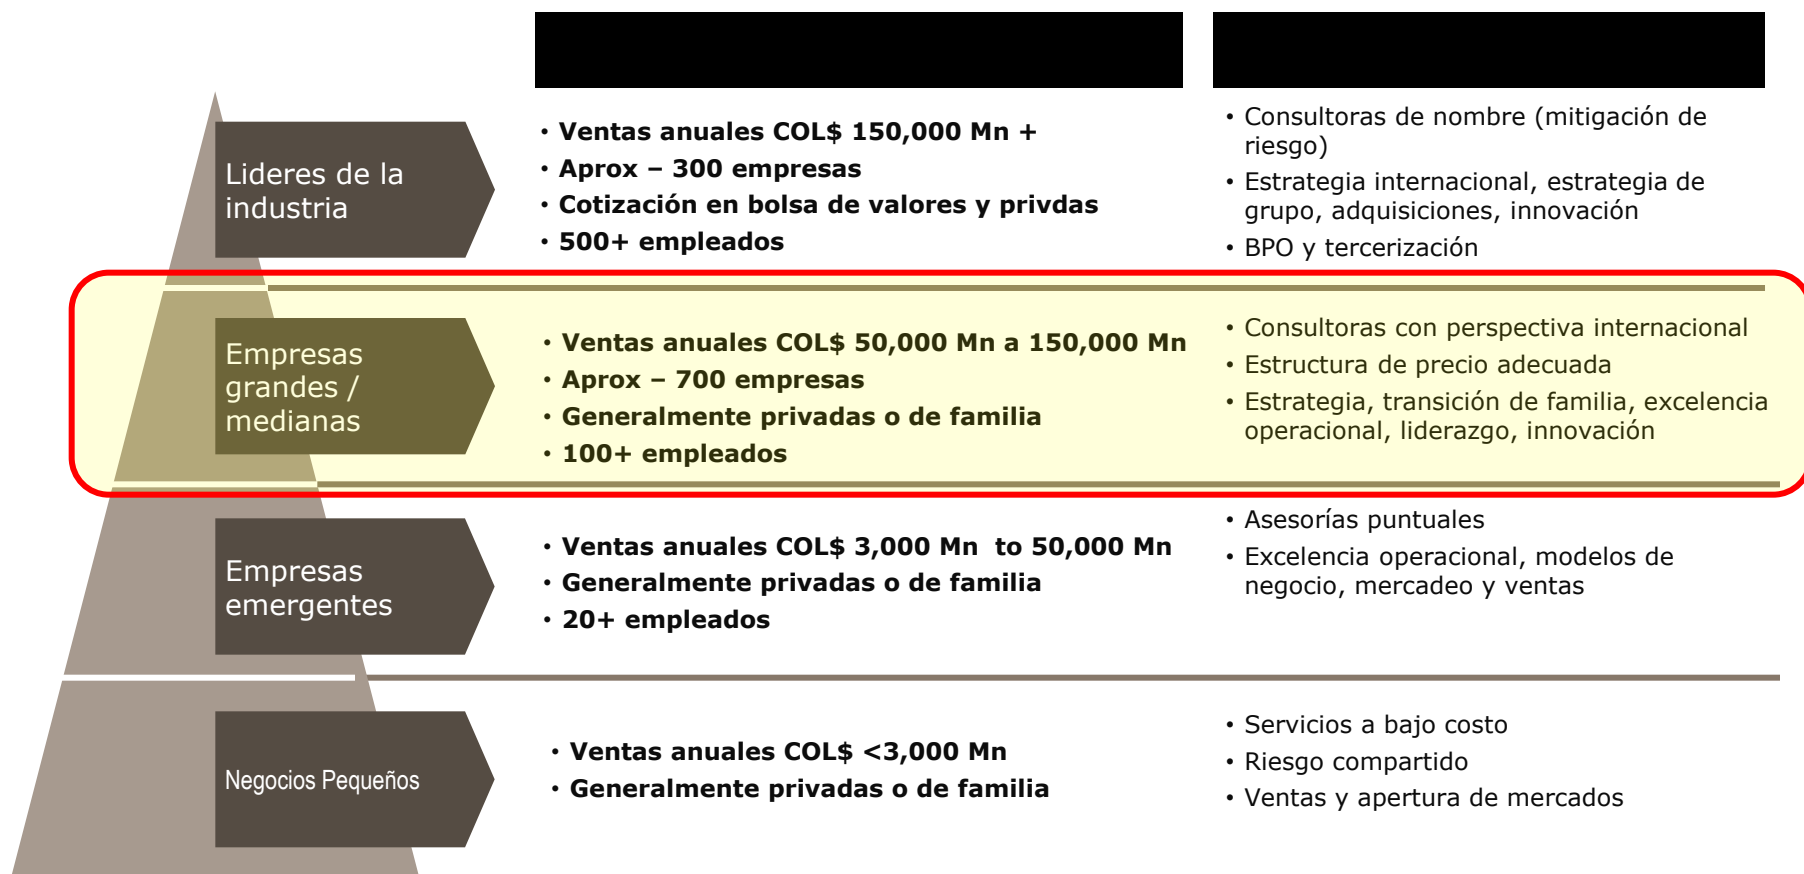 Lideres de la
industria
• Ventas anuales COL$ 150,000 Mn +
• Aprox – 300 empresas
• Cotización en bolsa de valores y privdas
• 500+ empleados
• Consultoras de nombre (mitigación de
riesgo)
• Estrategia internacional, estrategia de
grupo, adquisiciones, innovación
• BPO y tercerización
Empresas
grandes /
medianas
• Ventas anuales COL$ 50,000 Mn a 150,000 Mn
• Aprox – 700 empresas
• Generalmente privadas o de familia
• 100+ empleados
• Consultoras con perspectiva internacional
• Estructura de precio adecuada
• Estrategia, transición de familia, excelencia
operacional, liderazgo, innovación
Empresas
emergentes
• Ventas anuales COL$ 3,000 Mn  to 50,000 Mn
• Generalmente privadas o de familia
• 20+ empleados
• Asesorías puntuales
• Excelencia operacional, modelos de
negocio, mercadeo y ventas
Negocios Pequeños
• Ventas anuales COL$ <3,000 Mn
• Generalmente privadas o de familia
• Servicios a bajo costo
• Riesgo compartido
• Ventas y apertura de mercados